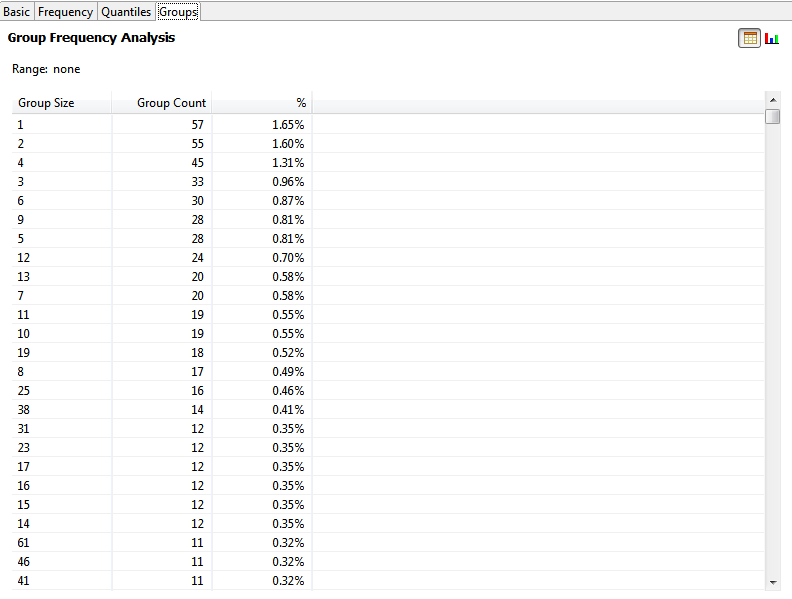 Basic Frequency Quantiles Groups
Group Frequency Analysis
Range: none
Group Size Group Count %
1 57 1.65%
2 55 1.60%
4 45 1.31%
3 33 0.96%
6 30 0.87%
9 28 0.81%
5 28 0.81%
12 24 0.70%
13 20 0.58%
7 20 0.58%
11 19 0.55%
10 19 0.55%
19 18 0.52%
8 17 0.49%
25 16 0.46%
38 14 0.41%
31 12 0.35%
23 12 0.35%
17 12 0.35%
16 12 0.35%
15 12 0.35%
14 12 0.35%
61 11 0.32%
46 11 0.32%
41 11 0.32%